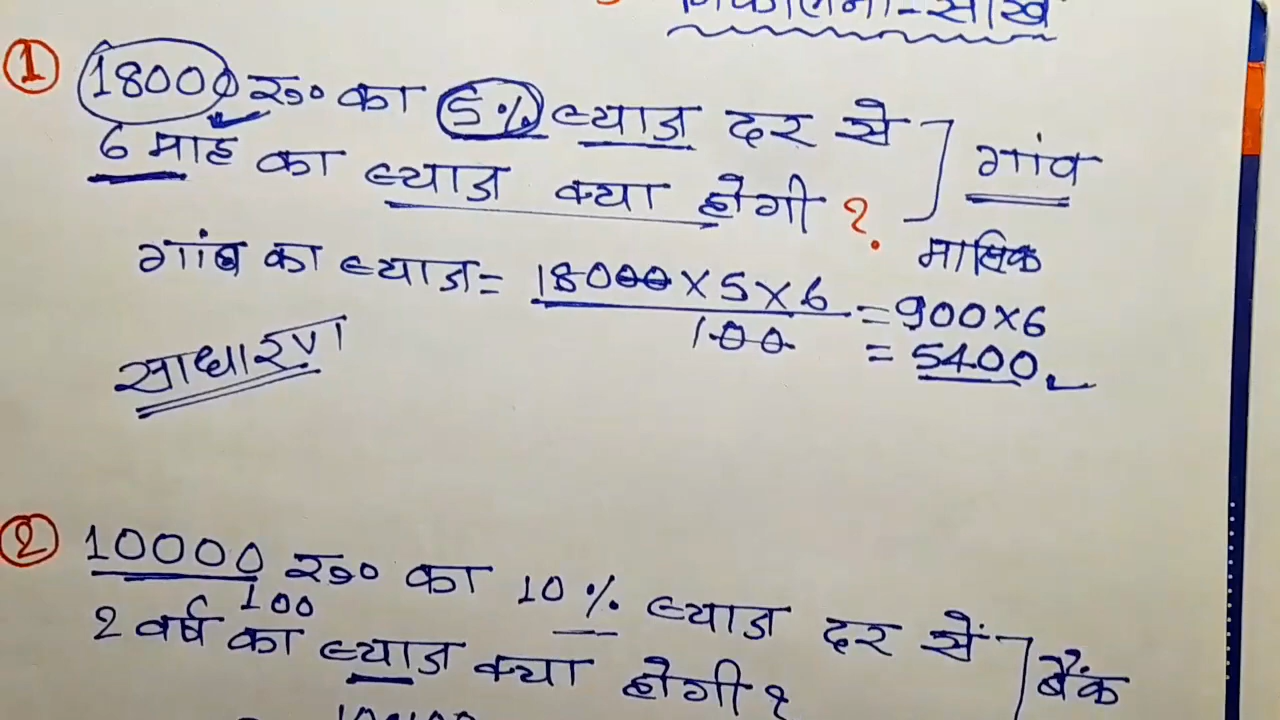 निकालना-सीखें
① 18000 रु० का 5% ब्याज दर से
6 माह का ब्याज क्या होगी ?
] गांव
मासिक
गांव का ब्याज = 18000 × 5 × 6 / 100 = 900×6
= 5400
साधारण
② 10000 रु० का 10 % ब्याज दर सें
100
2 वर्ष का ब्याज क्या होगी ?
] बैंक